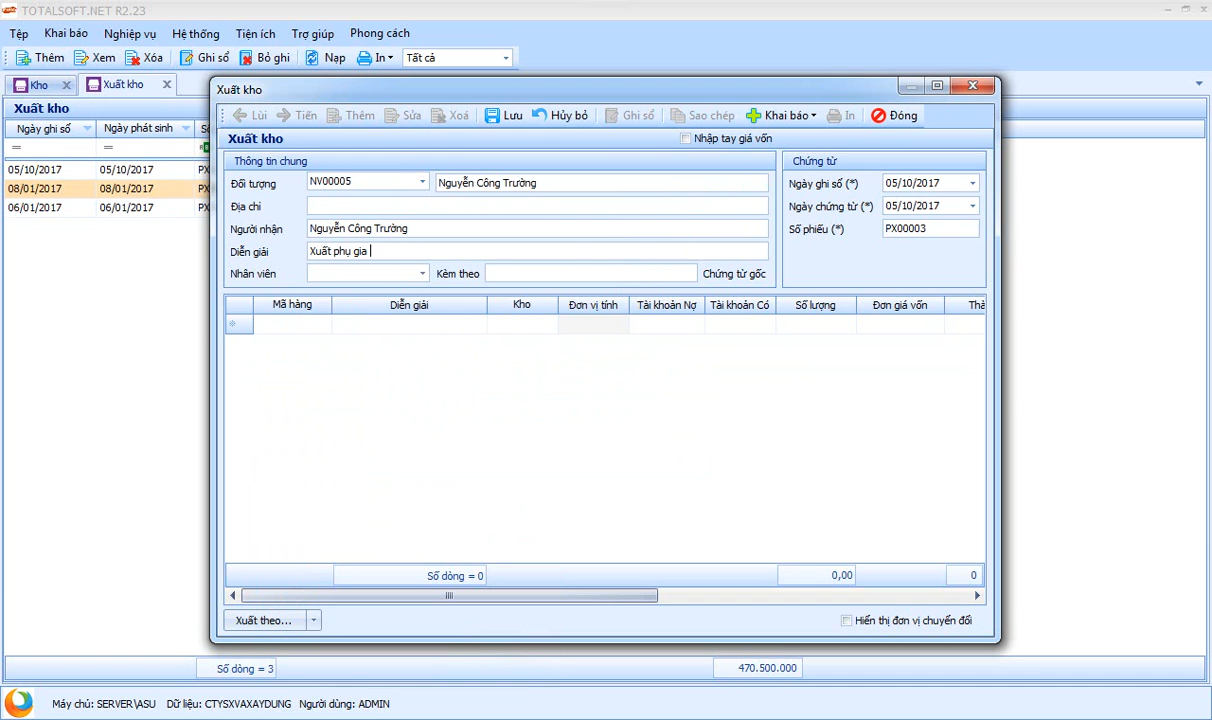 TOTALSOFT.NET R2.23
Tệp Khai báo Nghiệp vụ Hệ thống Tiện ích Trợ giúp Phong cách
Thêm Xem Xóa Ghi sổ Bỏ ghi Nạp In Tất cả
Kho Xuất kho
Xuất kho
Ngày ghi số Ngày phát sinh
= =
05/10/2017 05/10/2017
08/01/2017 08/01/2017
06/01/2017 06/01/2017
Xuất kho
Lùi Tiến Thêm Sửa Xoá Lưu Hủy bỏ Ghi sổ Sao chép Khai báo In Đóng
Xuất kho Nhập tay giá vốn
Thông tin chung Chứng từ
Đối tượng NV00005 Nguyễn Công Trường Ngày ghi sổ (*) 05/10/2017
Địa chỉ Ngày chứng từ (*) 05/10/2017
Người nhận Nguyễn Công Trường Số phiếu (*) PX00003
Diễn giải Xuất phụ gia
Nhân viên Kèm theo Chứng từ gốc
Mã hàng Diễn giải Kho Đơn vị tính Tài khoản Nợ Tài khoản Có Số lượng Đơn giá vốn
Số dòng = 0 0,00 0
Xuất theo... Hiển thị đơn vị chuyển đổi
Số dòng = 3 470.500.000
Máy chủ: SERVER\ASU Dữ liệu: CTYSXVAXAYDUNG Người dùng: ADMIN